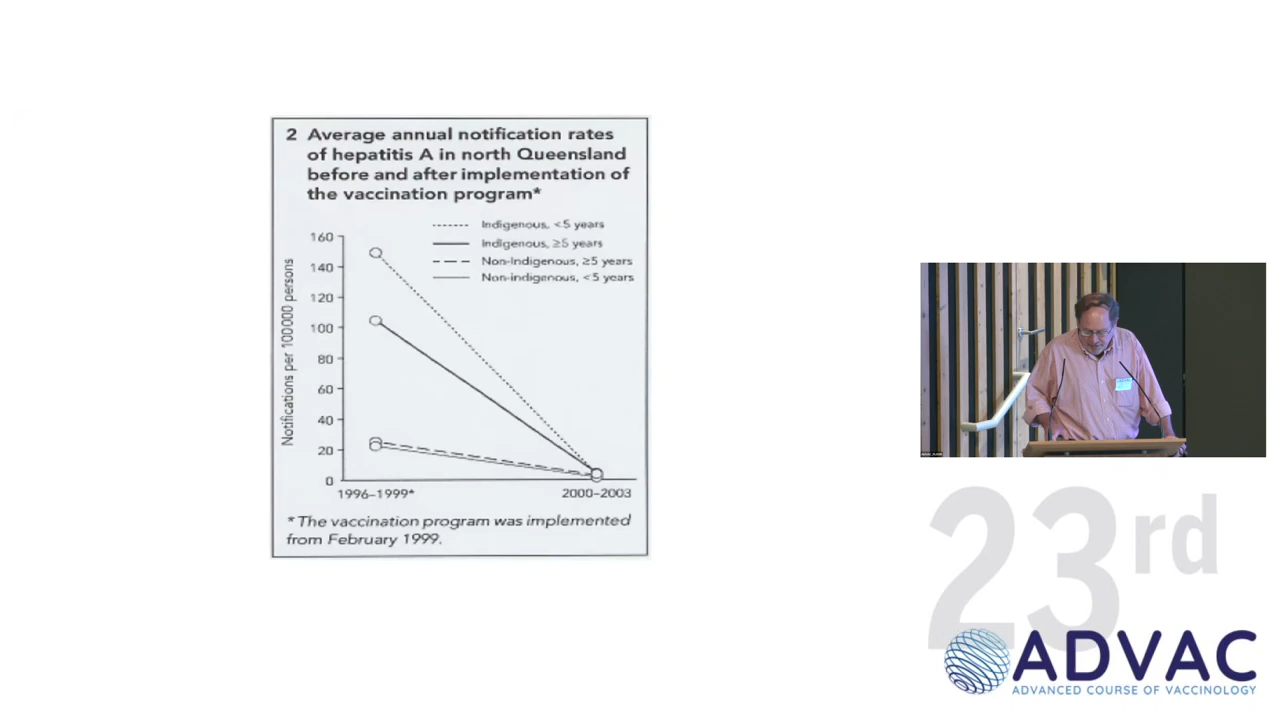 2 Average annual notification rates
of hepatitis A in north Queensland
before and after implementation of
the vaccination program*
Indigenous, <5 years
Indigenous, ≥5 years
Non-Indigenous, ≥5 years
Non-indigenous, <5 years
Notifications per 100 000 persons
160
140
120
100
80
60
40
20
0
1996–1999*
2000–2003
* The vaccination program was implemented
from February 1999.
23rd
ADVAC
ADVANCED COURSE OF VACCINOLOGY